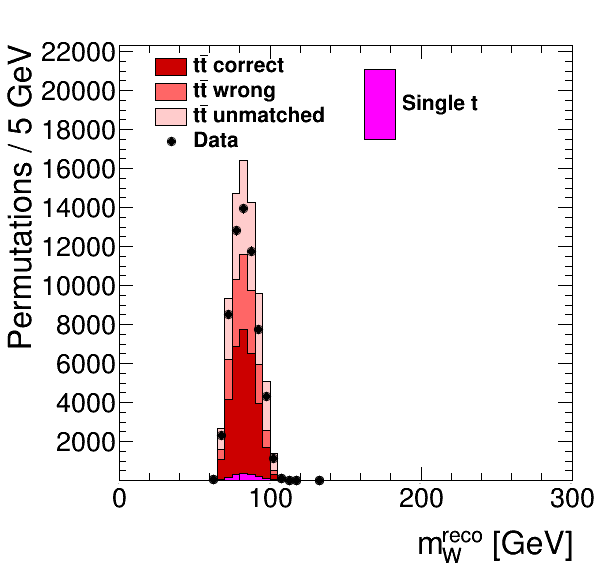 Permutations / 5 GeV
22000
20000
18000
16000
14000
12000
10000
8000
6000
4000
2000
tt̄ correct
tt̄ wrong
tt̄ unmatched
Data
Single t
0 100 200 300
m_W^reco [GeV]